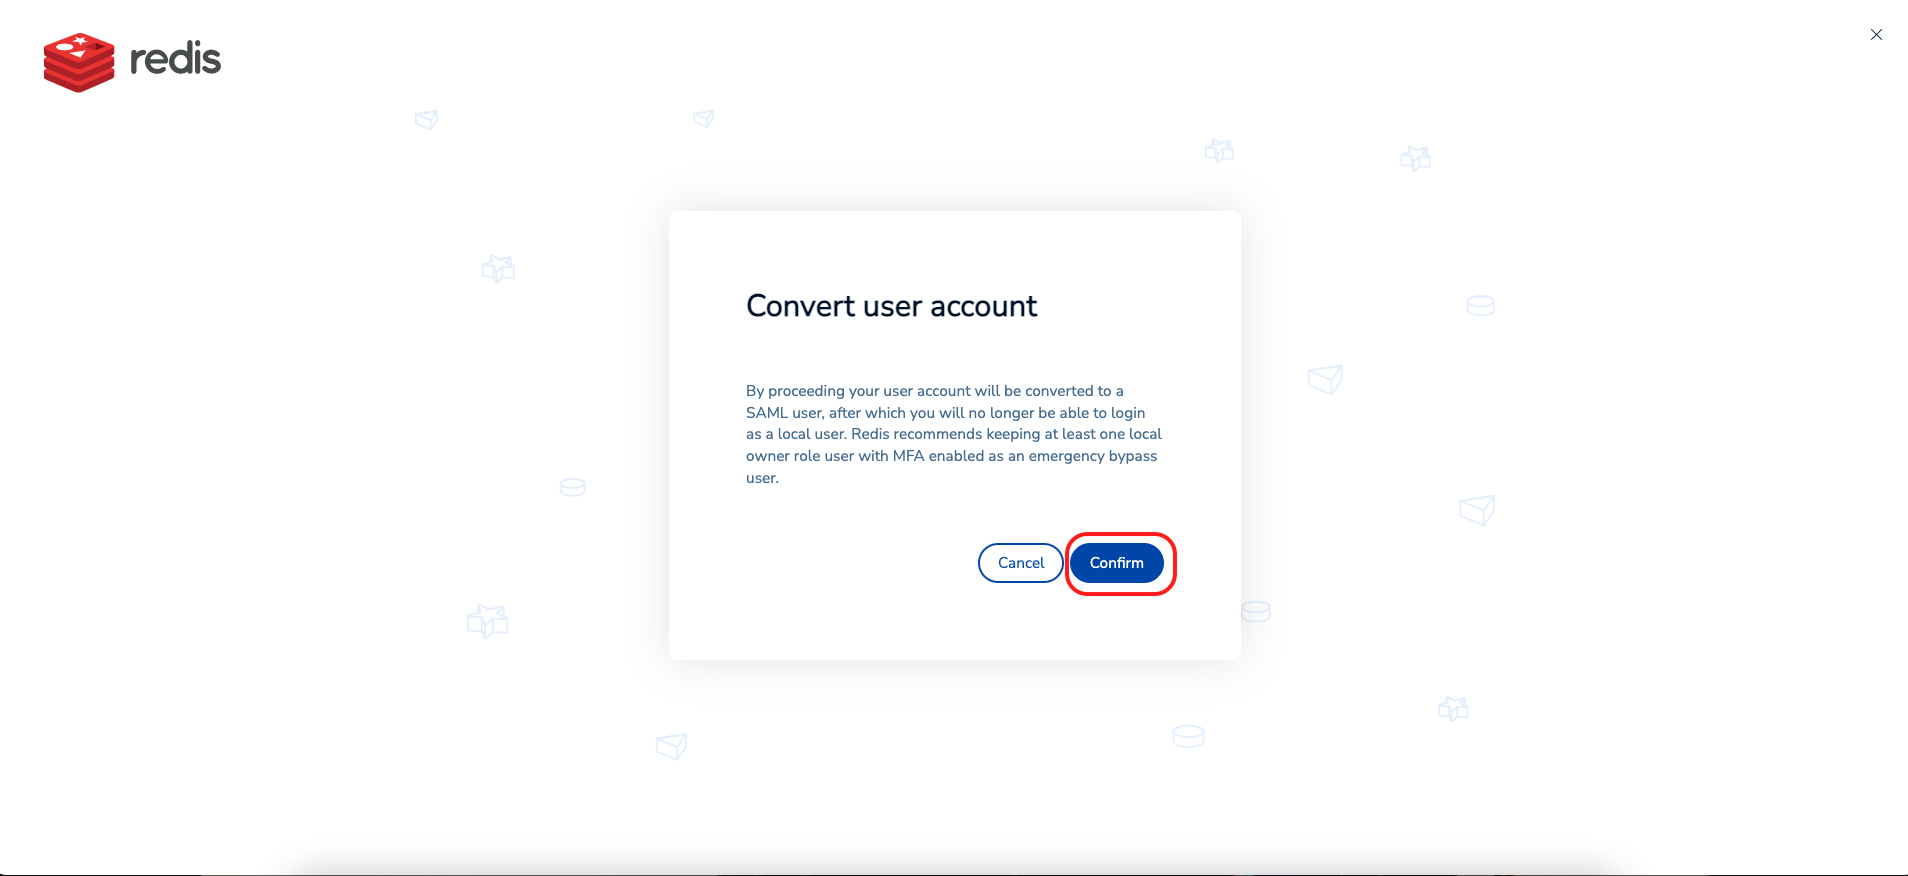 redis
Convert user account
By proceeding your user account will be converted to a
SAML user, after which you will no longer be able to login
as a local user. Redis recommends keeping at least one local
owner role user with MFA enabled as an emergency bypass
user.
Cancel
Confirm